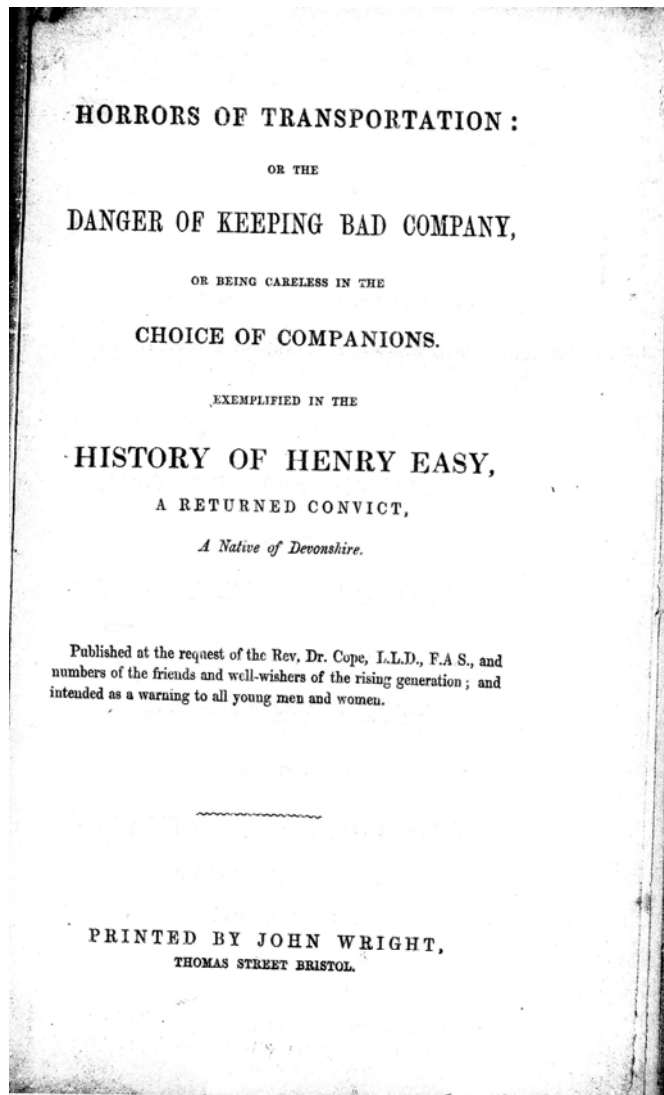 HORRORS OF TRANSPORTATION :
OR THE
DANGER OF KEEPING BAD COMPANY,
OR BEING CARELESS IN THE
CHOICE OF COMPANIONS.
EXEMPLIFIED IN THE
HISTORY OF HENRY EASY,
A RETURNED CONVICT,
A Native of Devonshire.
Published at the request of the Rev. Dr. Cope, L.L.D., F.A S., and
numbers of the friends and well-wishers of the rising generation ; and
intended as a warning to all young men and women.
PRINTED BY JOHN WRIGHT,
THOMAS STREET BRISTOL.